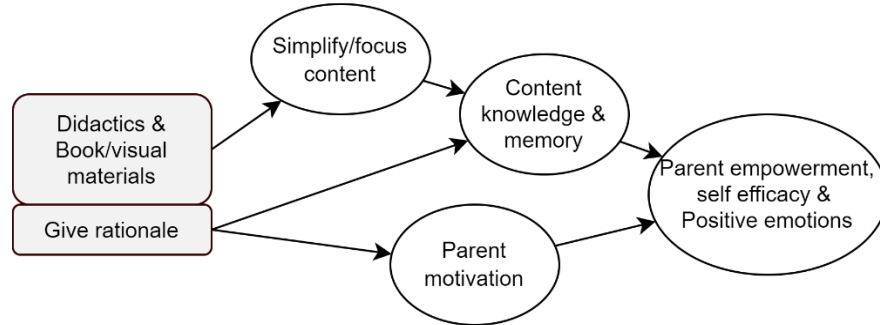 Simplify/focus
content
Content
knowledge &
memory
Didactics &
Book/visual
materials
Give rationale
Parent
motivation
Parent empowerment,
self efficacy &
Positive emotions